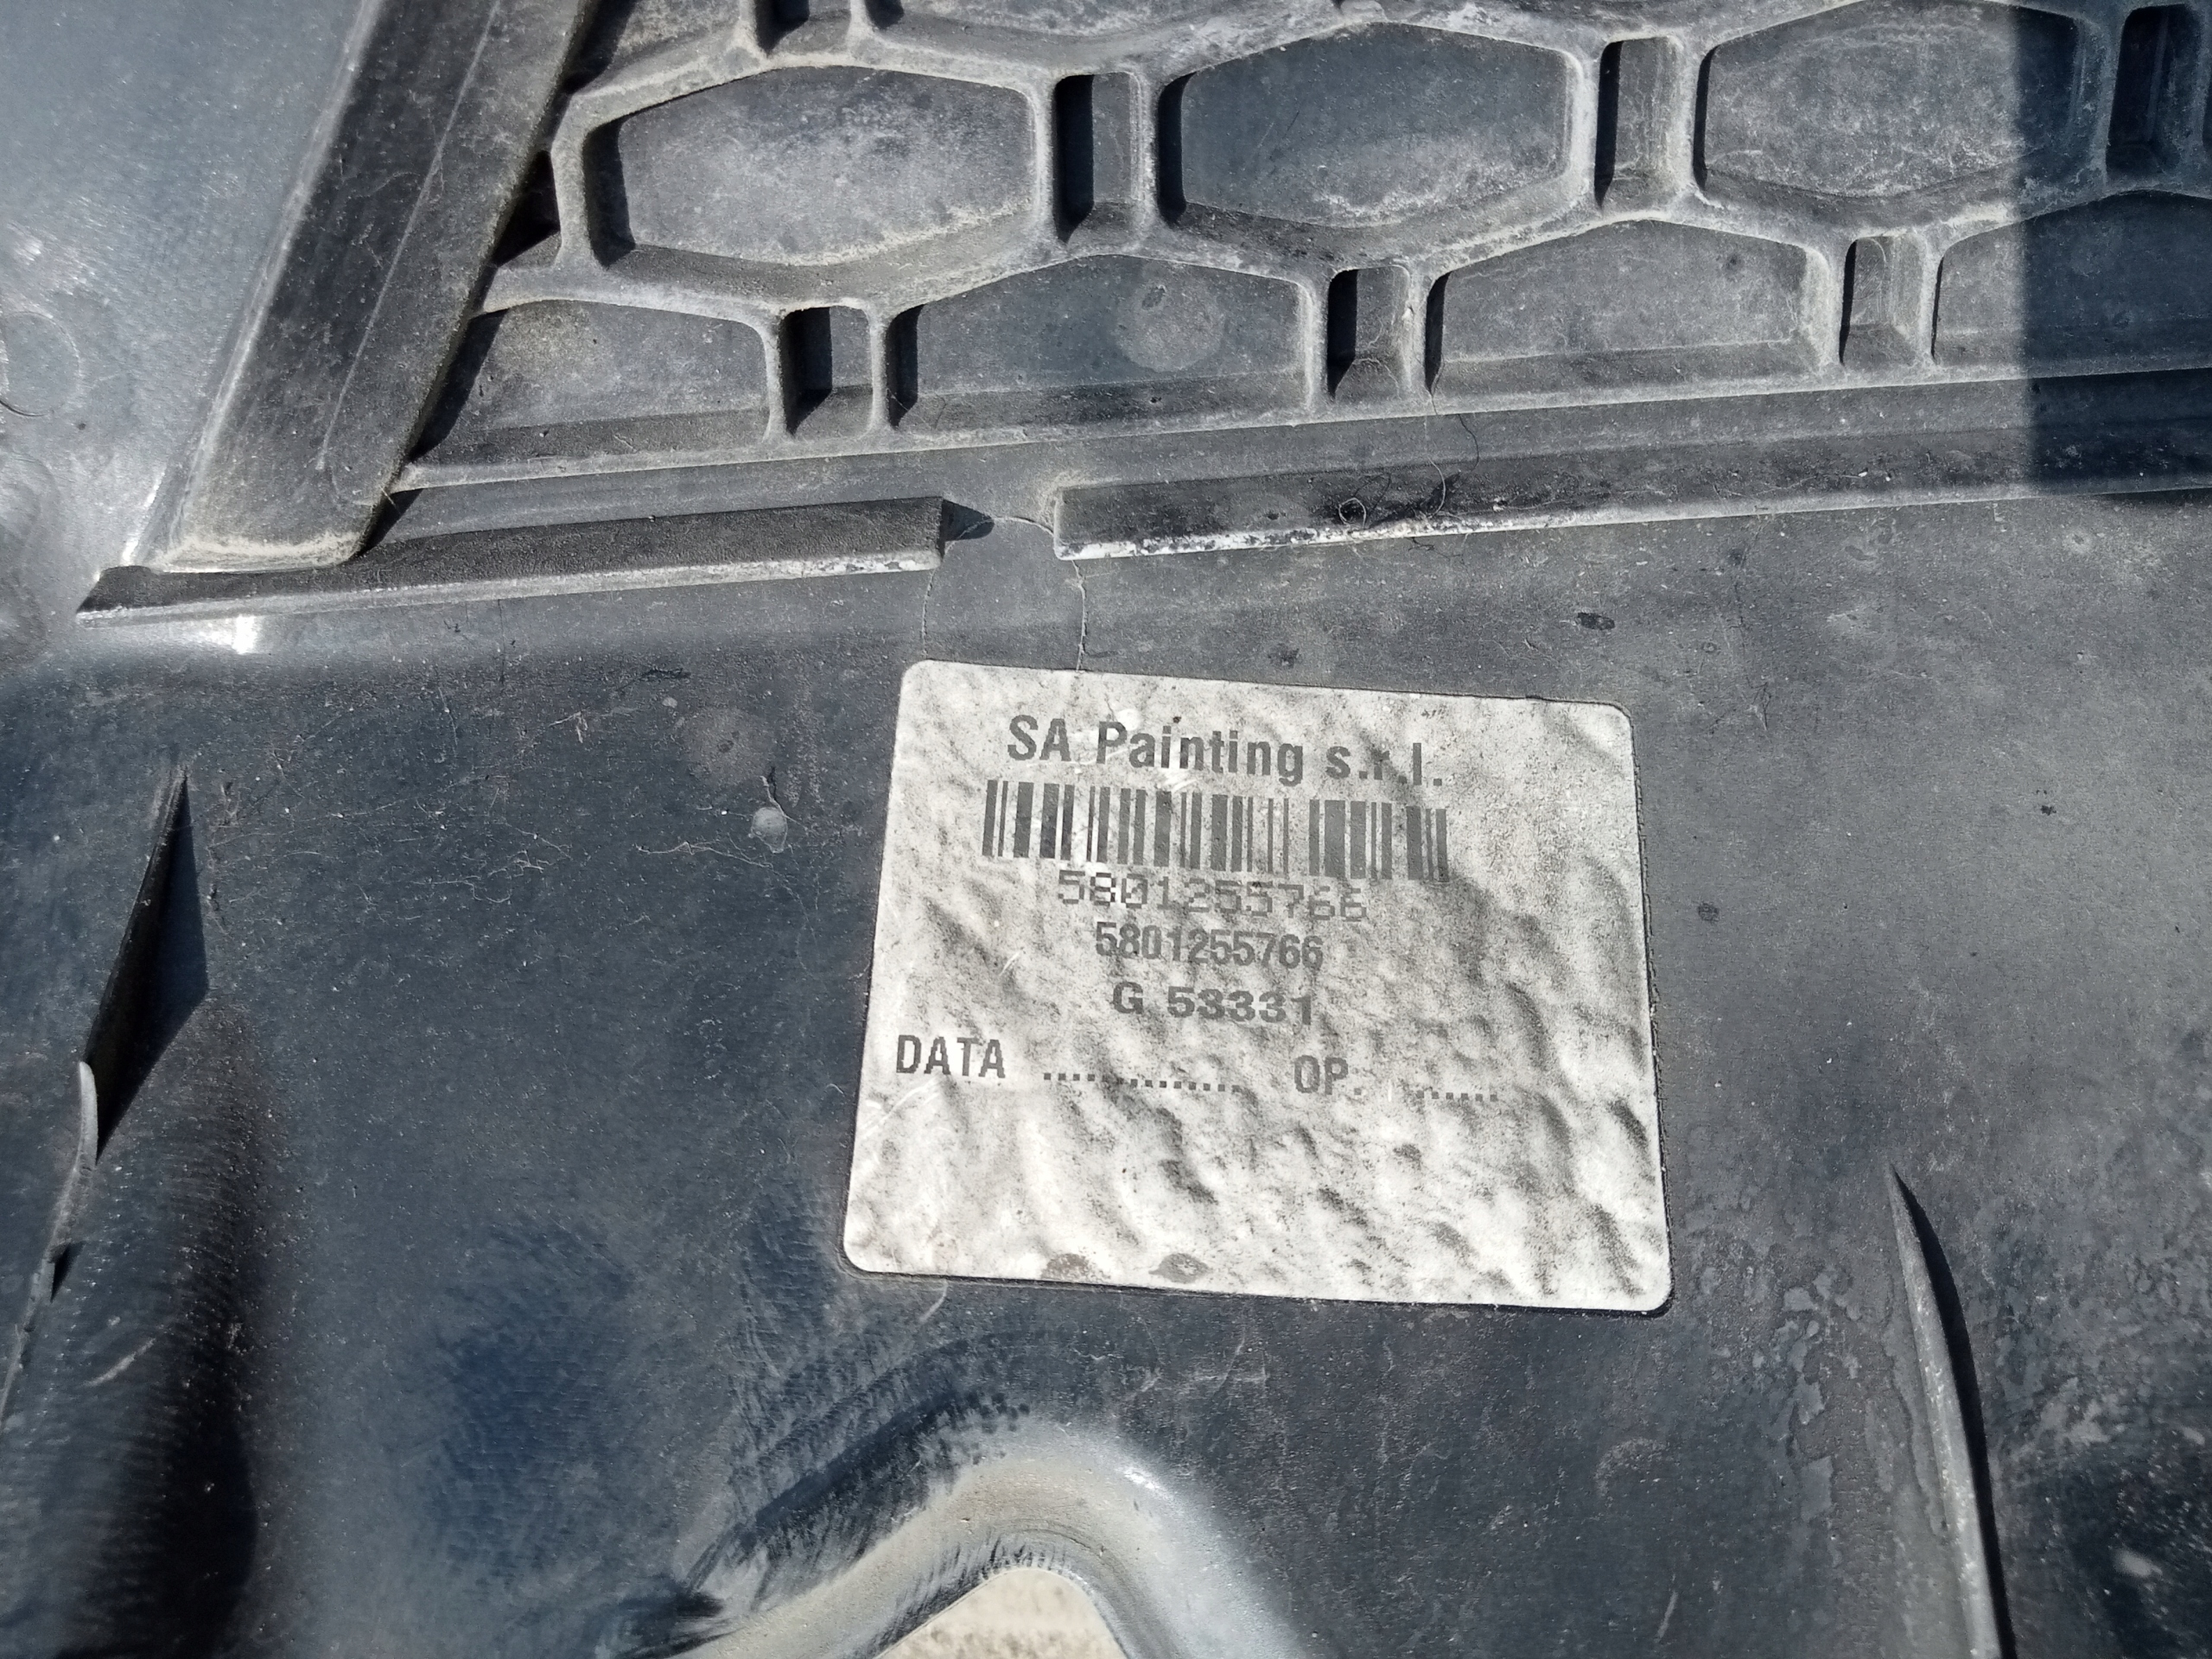 SA Painting s.r.l.
5801255766
5801255766
G 53331
DATA .................. OP. ........